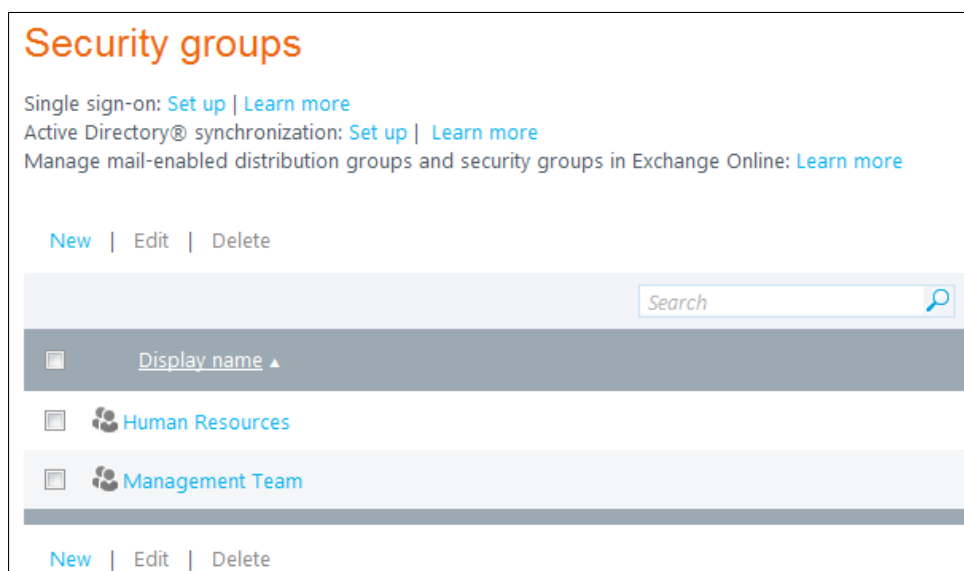 Security groups
Single sign-on: Set up | Learn more
Active Directory® synchronization: Set up | Learn more
Manage mail-enabled distribution groups and security groups in Exchange Online: Learn more
New | Edit | Delete
Search
Display name ▲
Human Resources
Management Team
New | Edit | Delete